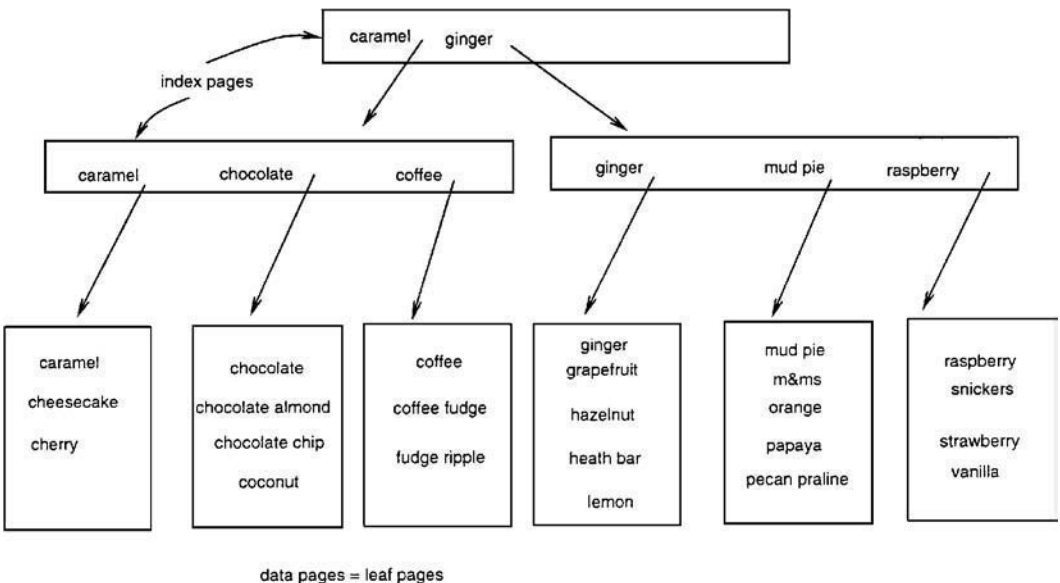 caramel ginger
index pages
caramel chocolate coffee
ginger mud pie raspberry
caramel
cheesecake
cherry
chocolate
chocolate almond
chocolate chip
coconut
coffee
coffee fudge
fudge ripple
ginger
grapefruit
hazelnut
heath bar
lemon
mud pie
m&ms
orange
papaya
pecan praline
raspberry
snickers
strawberry
vanilla
data pages = leaf pages